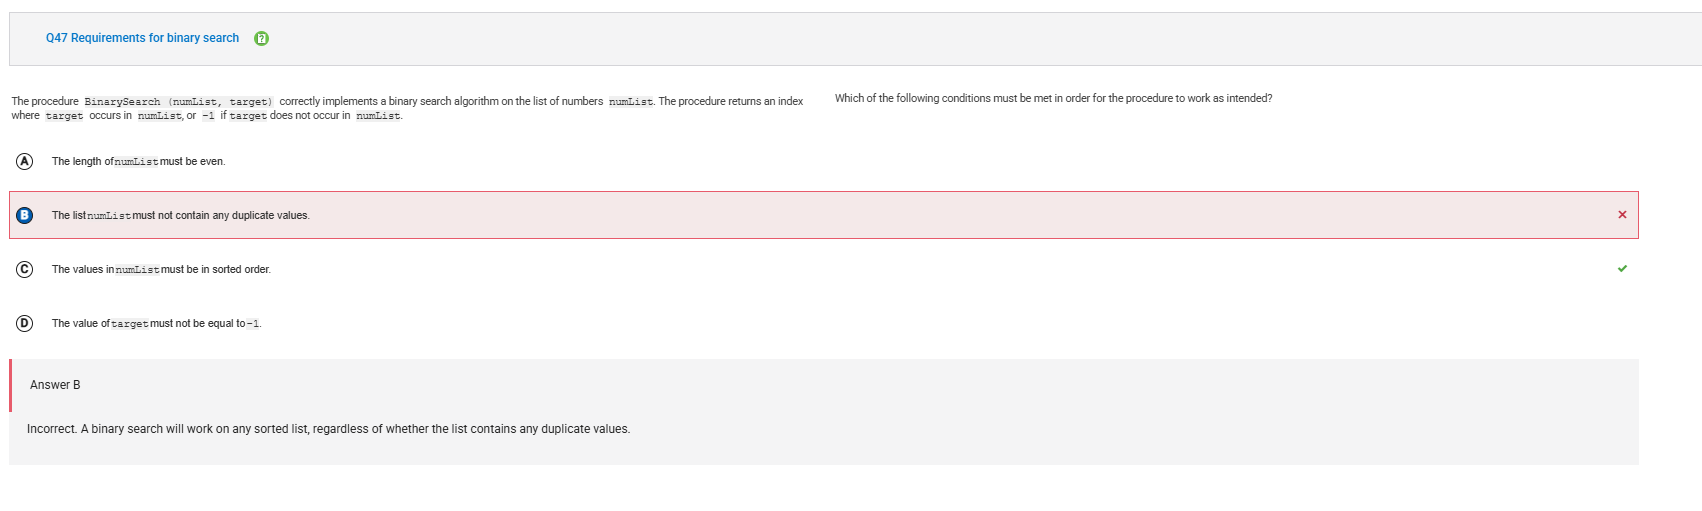 Q47 Requirements for binary search
The procedure BinarySearch (numList, target) correctly implements a binary search algorithm on the list of numbers numList. The procedure returns an index
where target occurs in numList, or -1 if target does not occur in numList.
Which of the following conditions must be met in order for the procedure to work as intended?
A The length of numList must be even.
B The list numList must not contain any duplicate values.
C The values in numList must be in sorted order.
D The value of target must not be equal to -1.
Answer B
Incorrect. A binary search will work on any sorted list, regardless of whether the list contains any duplicate values.